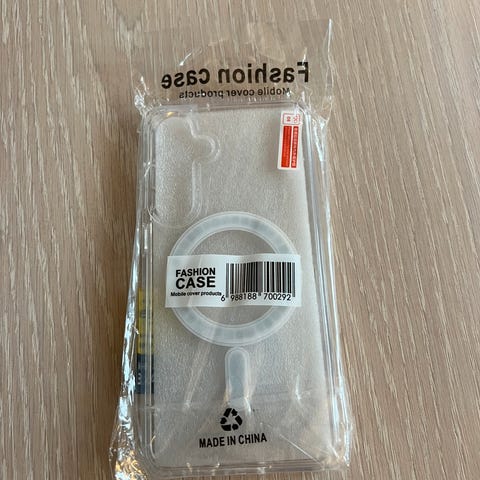 Fashion case
Mobile cover products
FASHION
CASE
Mobile cover products
6 988188 700292
MADE IN CHINA